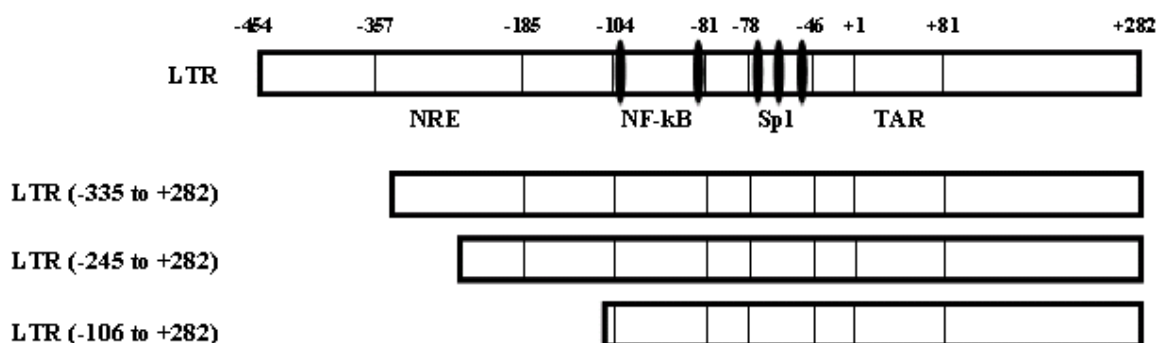 -454 -357 -185 -104 -81 -78 -46 +1 +81 +282
LTR
NRE NF-kB Sp1 TAR
LTR (-335 to +282)
LTR (-245 to +282)
LTR (-106 to +282)